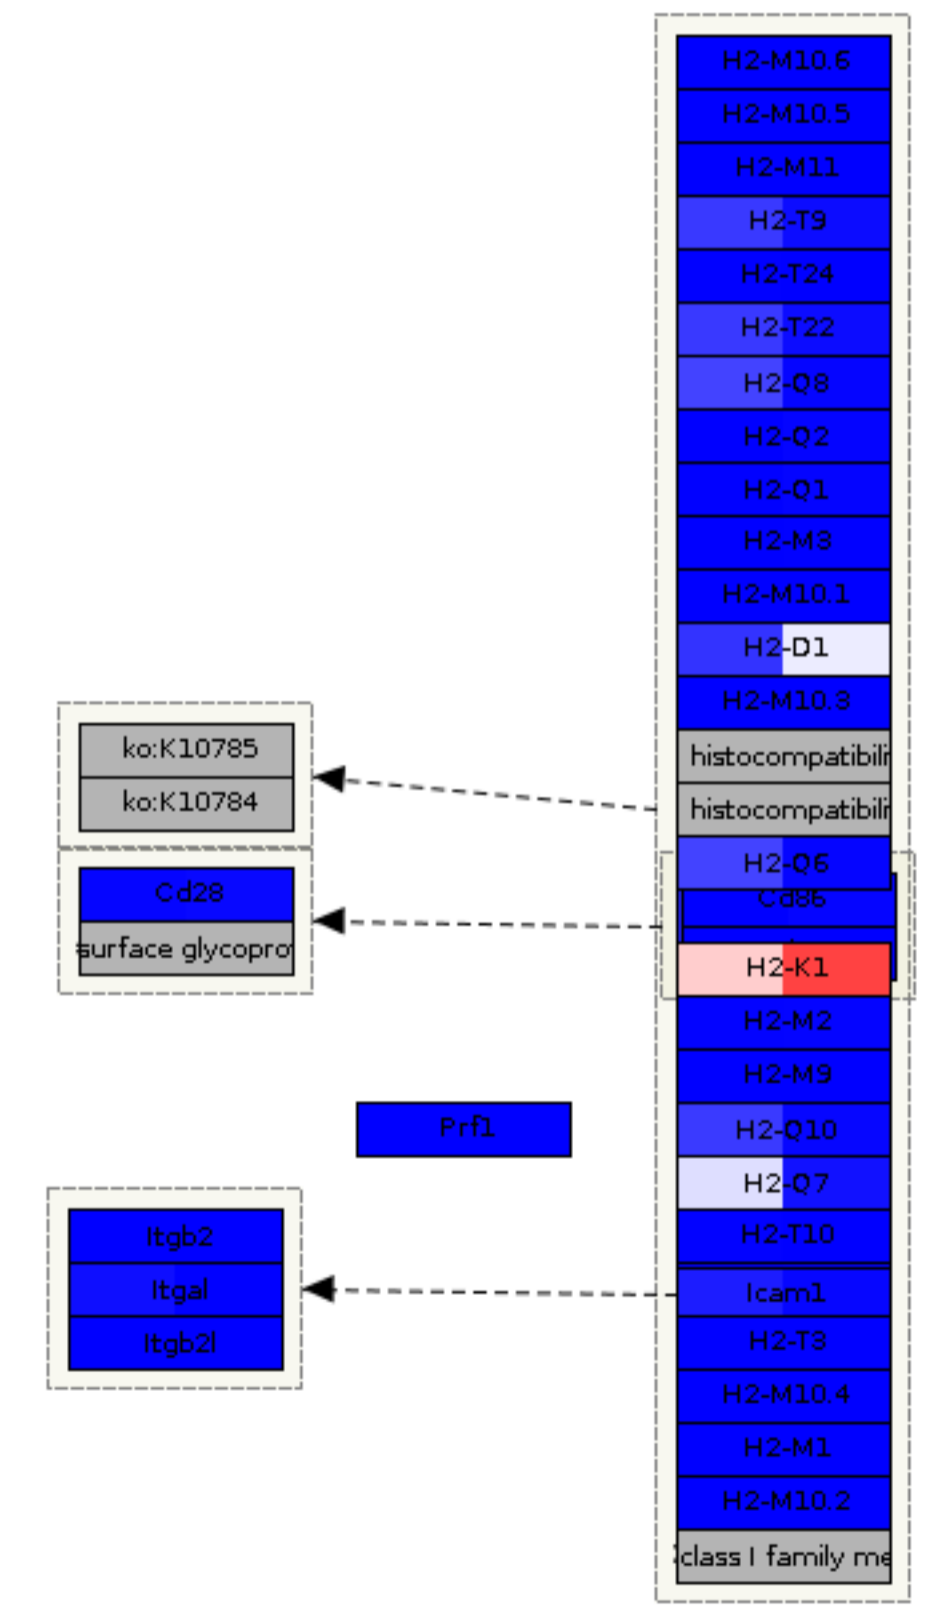 H2-M10.6
H2-M10.5
H2-M11
H2-T9
H2-T24
H2-T22
H2-Q8
H2-Q2
H2-Q1
H2-M3
H2-M10.1
H2-D1
H2-M10.3
histocompatibili
histocompatibili
H2-Q6
Cd86
H2-K1
H2-M2
H2-M9
H2-Q10
H2-Q7
H2-T10
Icam1
H2-T3
H2-M10.4
H2-M1
H2-M10.2
class I family me
ko:K10785
ko:K10784
Cd28
surface glycopro
Prf1
Itgb2
Itgal
Itgb2l